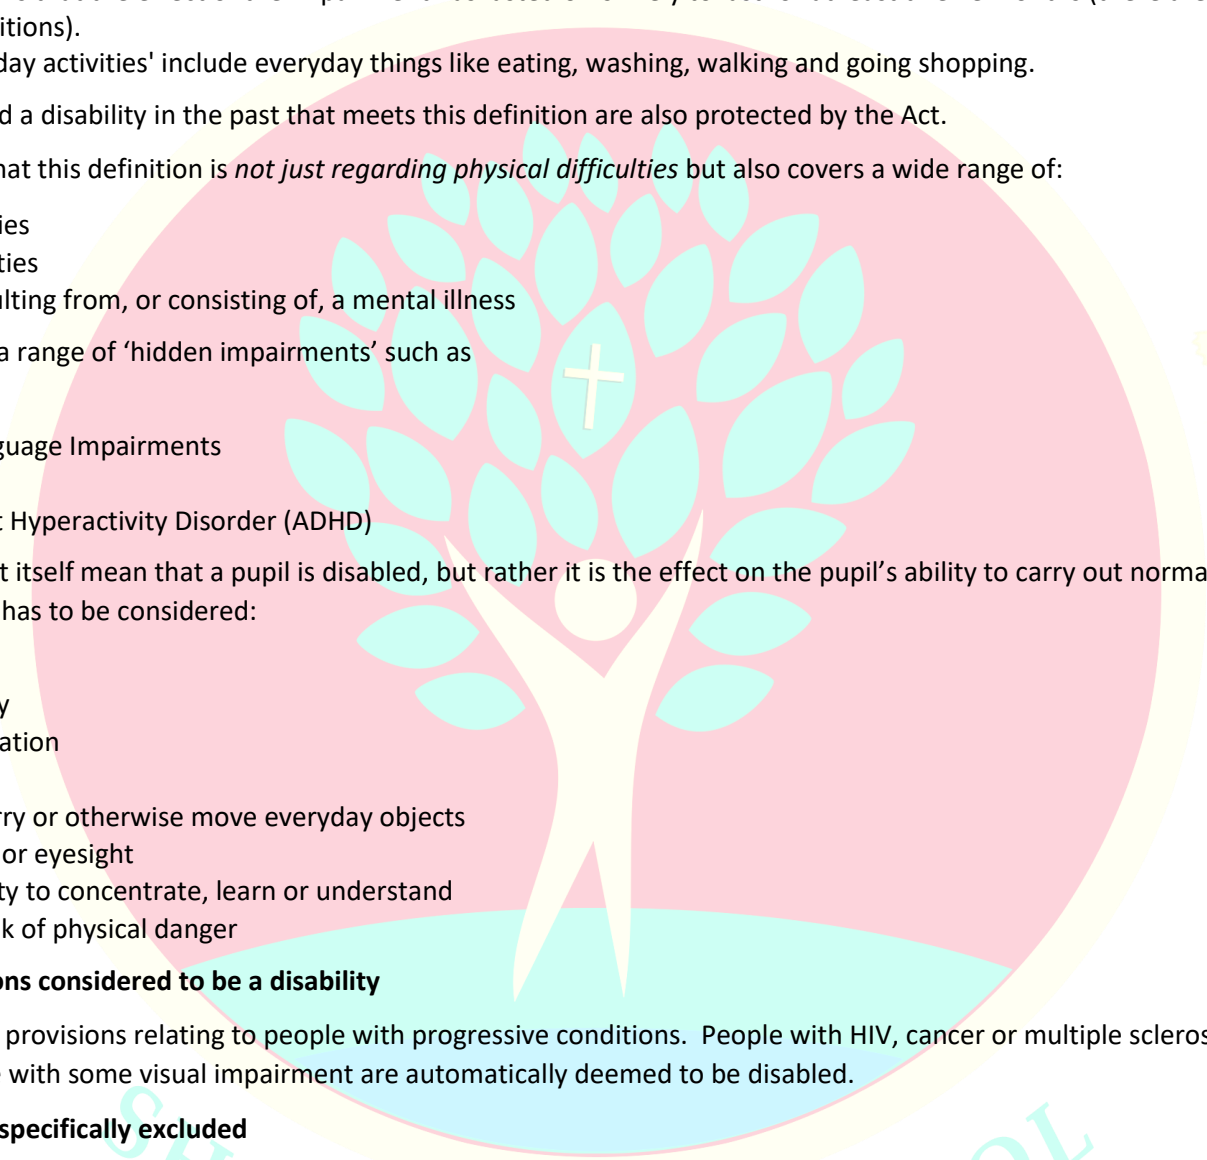 itions).
day activities' include everyday things like eating, washing, walking and going shopping.
d a disability in the past that meets this definition are also protected by the Act.
hat this definition is not just regarding physical difficulties but also covers a wide range of:
ies
ties
ulting from, or consisting of, a mental illness
a range of ‘hidden impairments’ such as
guage Impairments
t Hyperactivity Disorder (ADHD)
t itself mean that a pupil is disabled, but rather it is the effect on the pupil’s ability to carry out norma
has to be considered:
y
ation
rry or otherwise move everyday objects
or eyesight
ty to concentrate, learn or understand
k of physical danger
ons considered to be a disability
provisions relating to people with progressive conditions. People with HIV, cancer or multiple scleros
with some visual impairment are automatically deemed to be disabled.
specifically excluded